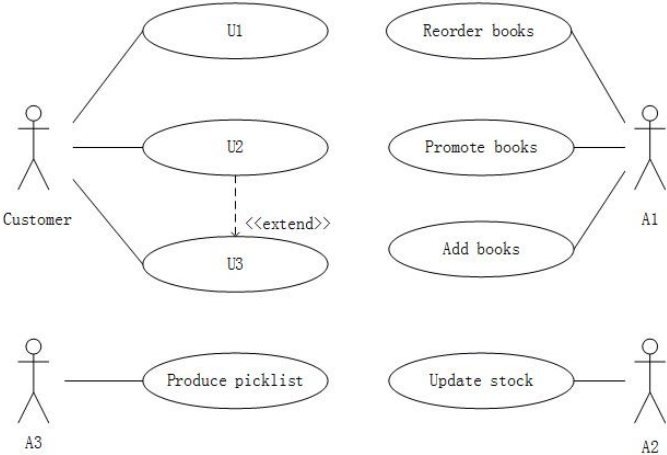 U1
Reorder books
U2
Promote books
Customer
A1
<<extend>>
U3
Add books
Produce picklist
Update stock
A3
A2